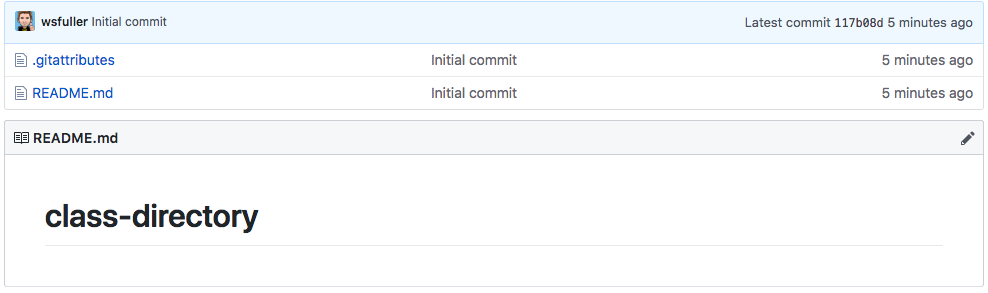 wsfuller Initial commit Latest commit 117b08d 5 minutes ago
.gitattributes Initial commit 5 minutes ago
README.md Initial commit 5 minutes ago
README.md
class-directory